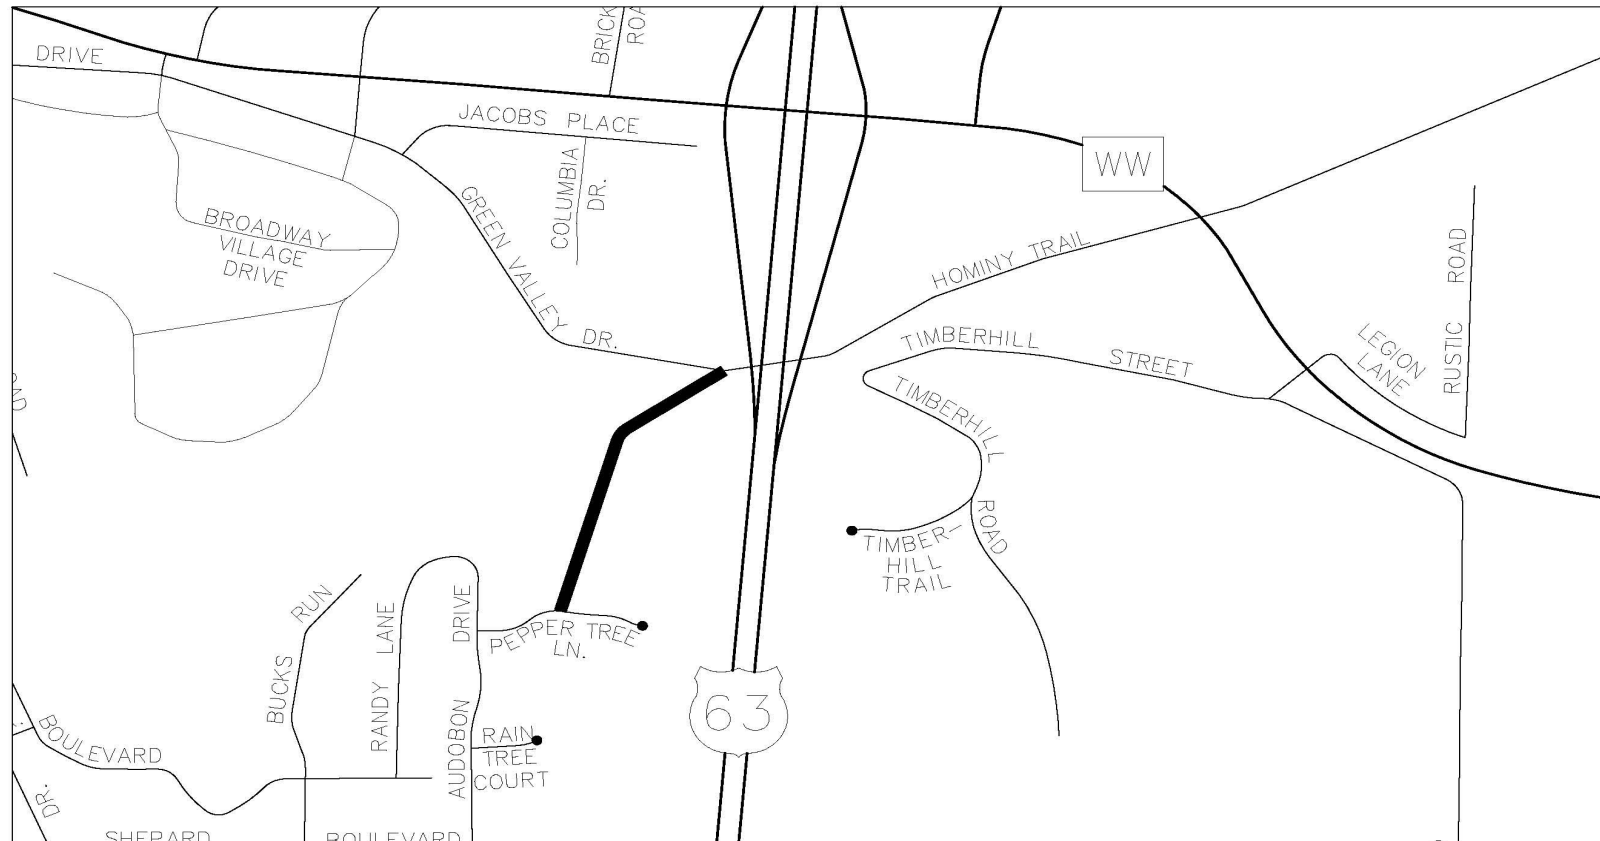 DRIVE
BRICK
ROA
JACOBS PLACE
COLUMBIA
DR.
WW
GREEN VALLEY DR.
BROADWAY
VILLAGE
DRIVE
HOMINY TRAIL
RUSTIC ROAD
LEGION
LANE
TIMBERHILL STREET
TIMBERHILL ROAD
TIMBER-
HILL
TRAIL
BUCKS RUN
RANDY LANE
AUDOBON DRIVE
PEPPER TREE
LN.
63
RAIN
TREE
COURT
BOULEVARD
DR.
SHEPARD BOULEVARD